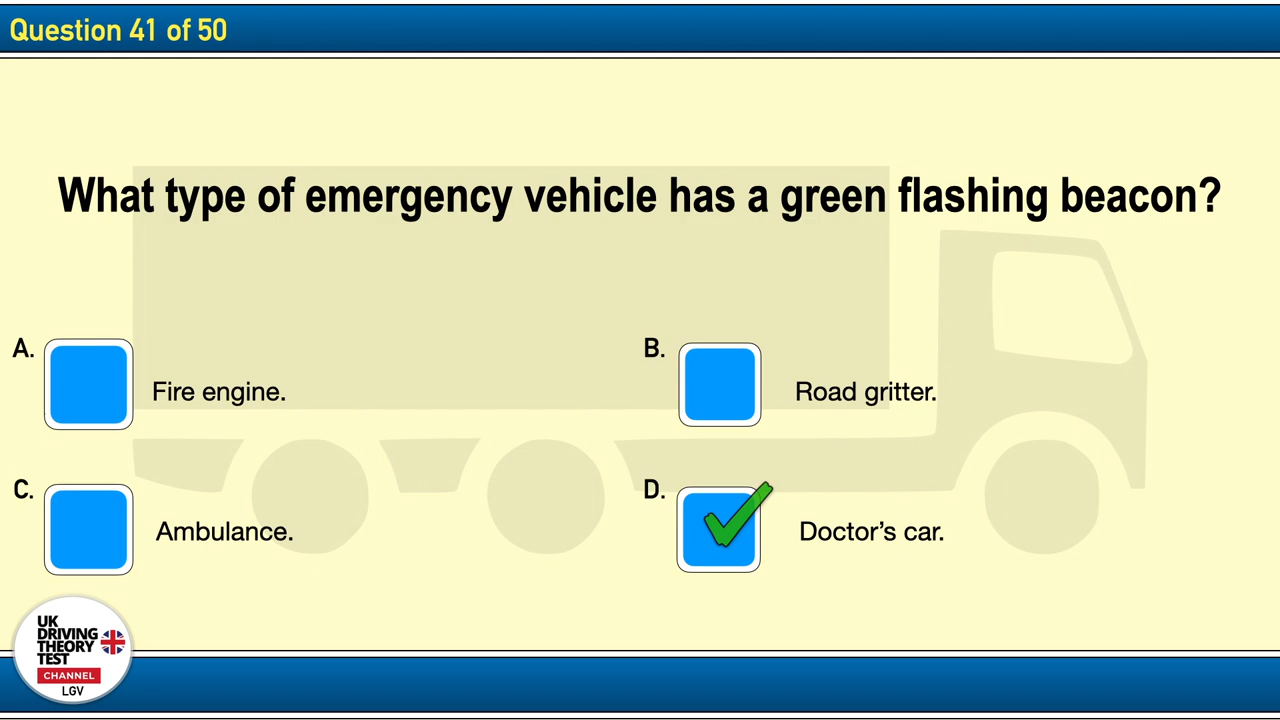 Question 41 of 50
What type of emergency vehicle has a green flashing beacon?
A.
Fire engine.
B.
Road gritter.
C.
Ambulance.
D.
Doctor’s car.
UK
DRIVING
THEORY
TEST
CHANNEL
LGV